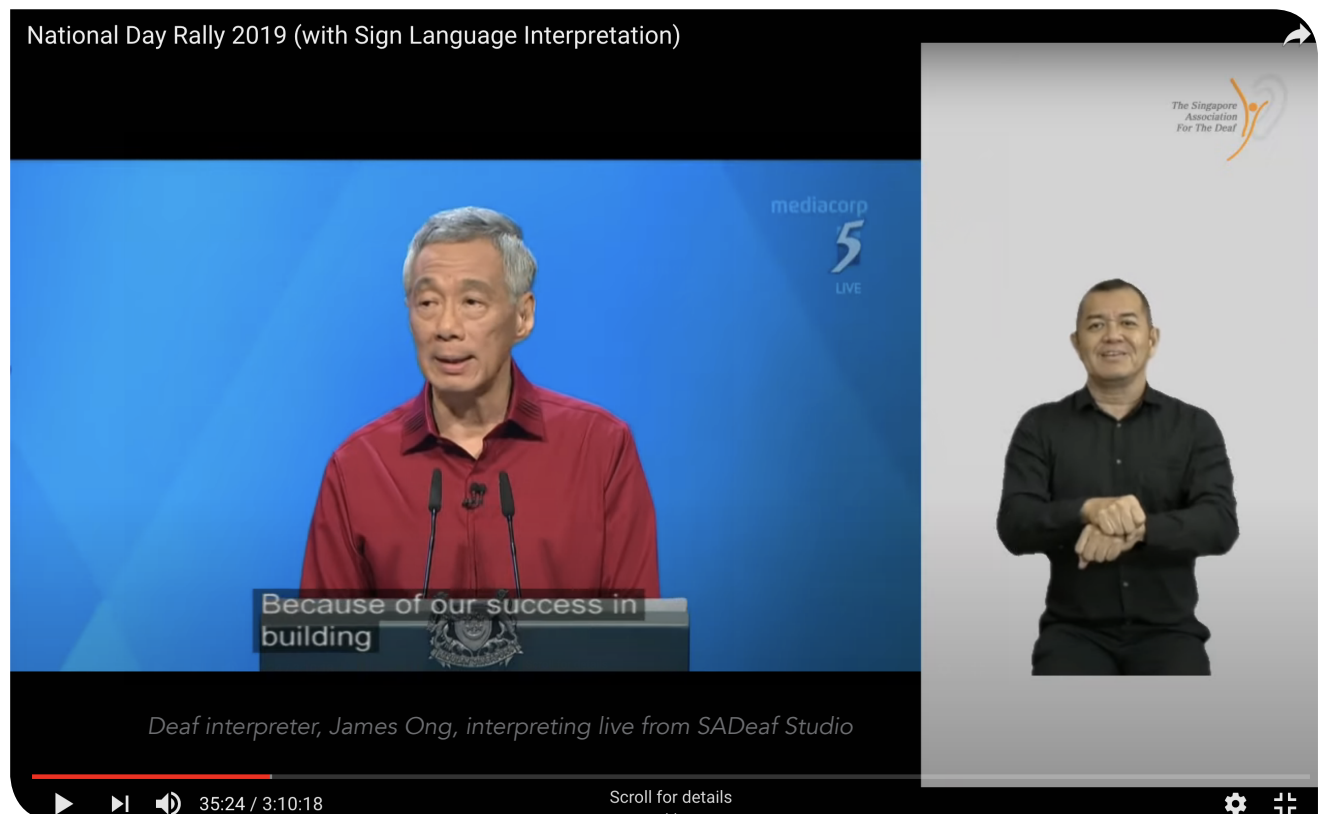 National Day Rally 2019 (with Sign Language Interpretation)
The Singapore
Association
For The Deaf
mediacorp
5
LIVE
Because of our success in
building
Deaf interpreter, James Ong, interpreting live from SADeaf Studio
35:24 / 3:10:18
Scroll for details